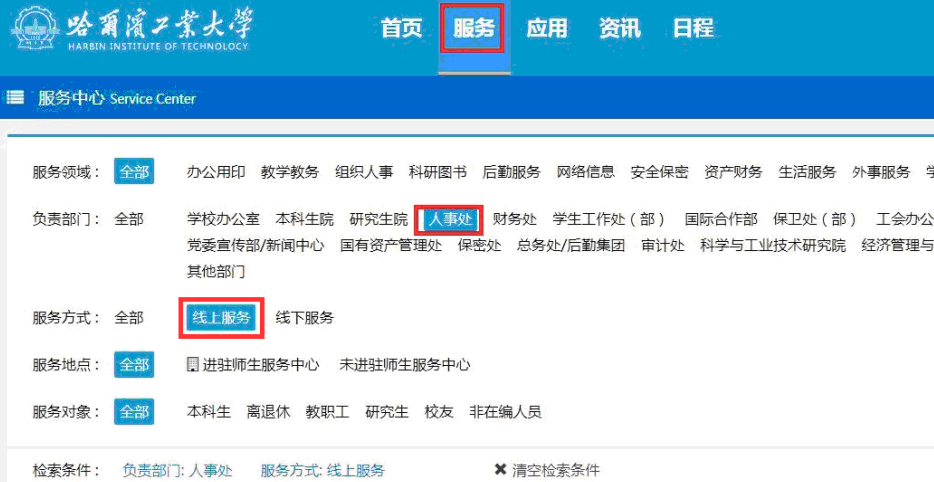 哈尔滨工业大学
HARBIN INSTITUTE OF TECHNOLOGY
首页 服务 应用 资讯 日程
服务中心 Service Center
服务领域： 全部 办公用印 教学教务 组织人事 科研图书 后勤服务 网络信息 安全保密 资产财务 生活服务 外事服务
负责部门： 全部 学校办公室 本科生院 研究生院 人事处 财务处 学生工作处（部） 国际合作部 保卫处（部） 工会办公
党委宣传部/新闻中心 国有资产管理处 保密处 总务处/后勤集团 审计处 科学与工业技术研究院 经济管理与
其他部门
服务方式： 全部 线上服务 线下服务
服务地点： 全部 进驻师生服务中心 未进驻师生服务中心
服务对象： 全部 本科生 离退休 教职工 研究生 校友 非在编人员
检索条件： 负责部门: 人事处 服务方式: 线上服务 ✖ 清空检索条件